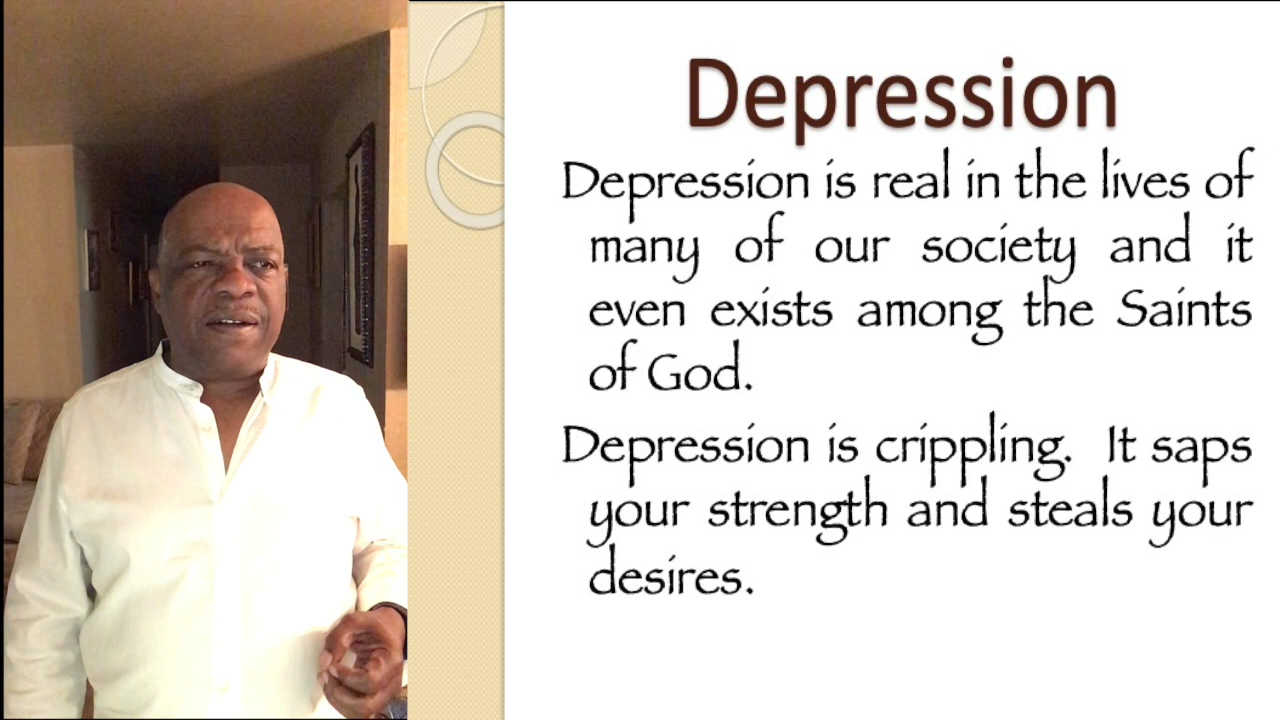 Depression
Depression is real in the lives of
many of our society and it
even exists among the Saints
of God.
Depression is crippling. It saps
your strength and steals your
desires.